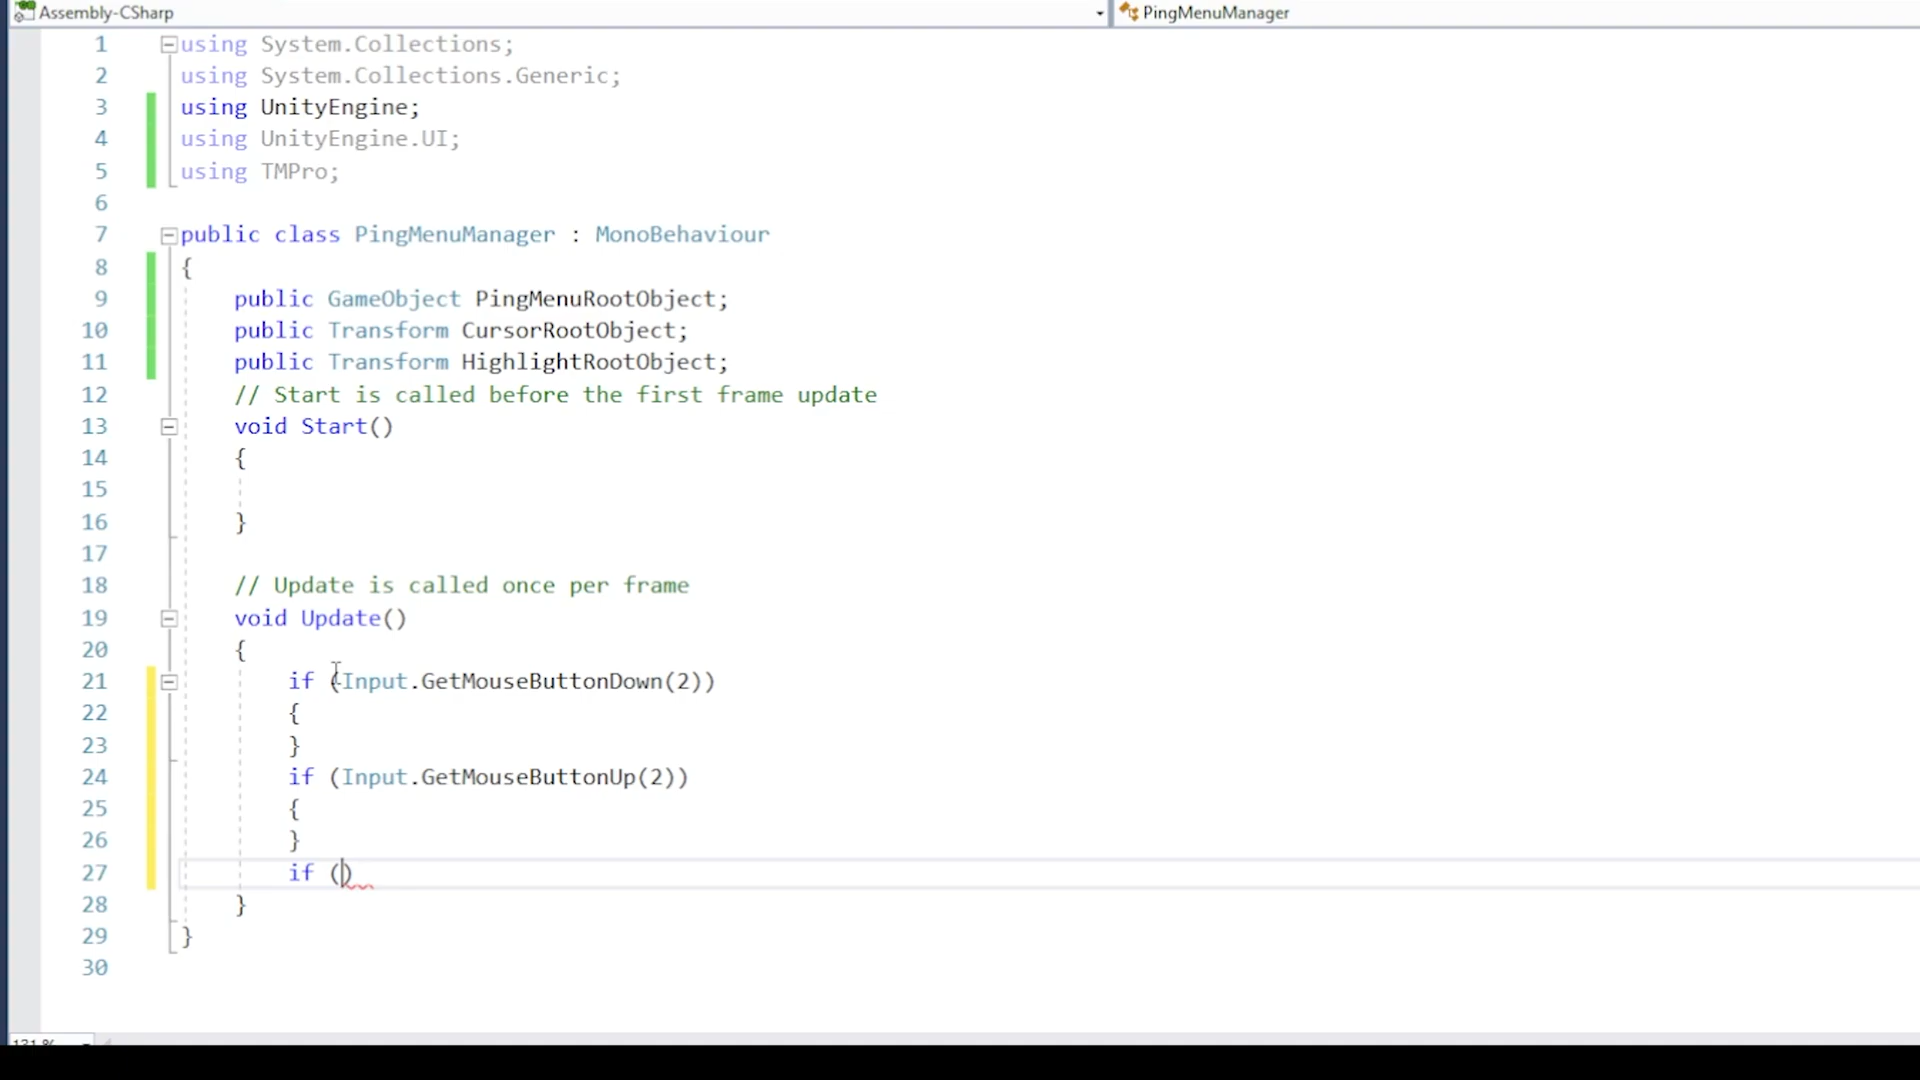 Assembly-CSharp
PingMenuManager
1 using System.Collections;
2 using System.Collections.Generic;
3 using UnityEngine;
4 using UnityEngine.UI;
5 using TMPro;
6
7 public class PingMenuManager : MonoBehaviour
8 {
9 public GameObject PingMenuRootObject;
10 public Transform CursorRootObject;
11 public Transform HighlightRootObject;
12 // Start is called before the first frame update
13 void Start()
14 {
15
16 }
17
18 // Update is called once per frame
19 void Update()
20 {
21 if (Input.GetMouseButtonDown(2))
22 {
23 }
24 if (Input.GetMouseButtonUp(2))
25 {
26 }
27 if ()
28 }
29 }
30
131 %